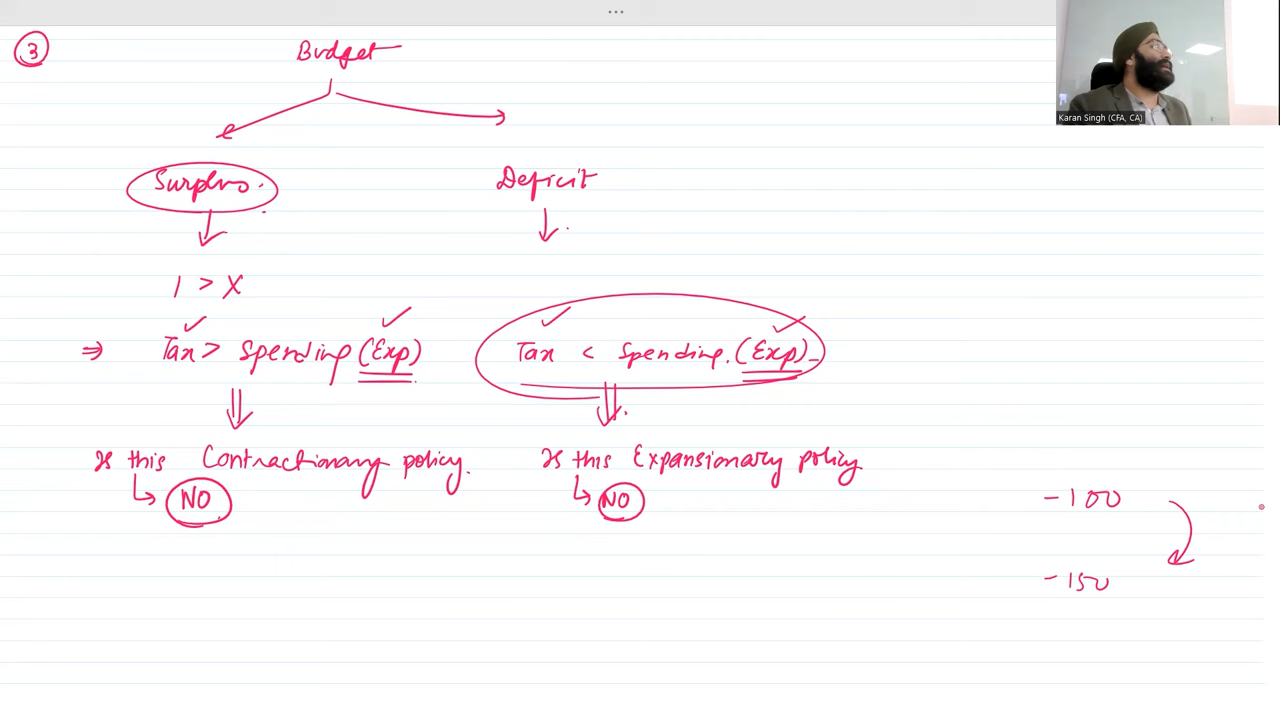 3
Budget
Karan Singh (CFA, CA)
Surplus.
Deficit
I > X
⇒ Tax > Spending (Exp)
Tax < Spending. (Exp)
Is this Contractionary policy.
Is this Expansionary policy
NO
NO
-100
-150